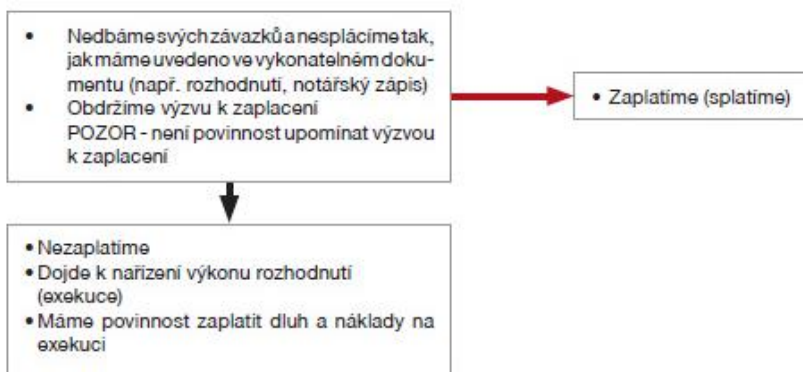 • Nedbáme svých závazků a nesplácíme tak,
jak máme uvedeno ve vykonatelném doku-
mentu (např. rozhodnutí, notářský zápis)
• Obdržíme výzvu k zaplacení
POZOR - není povinnost upomínat výzvou
k zaplacení
• Zaplatíme (splatíme)
• Nezaplatíme
• Dojde k nařízení výkonu rozhodnutí
(exekuce)
• Máme povinnost zaplatit dluh a náklady na
exekuci